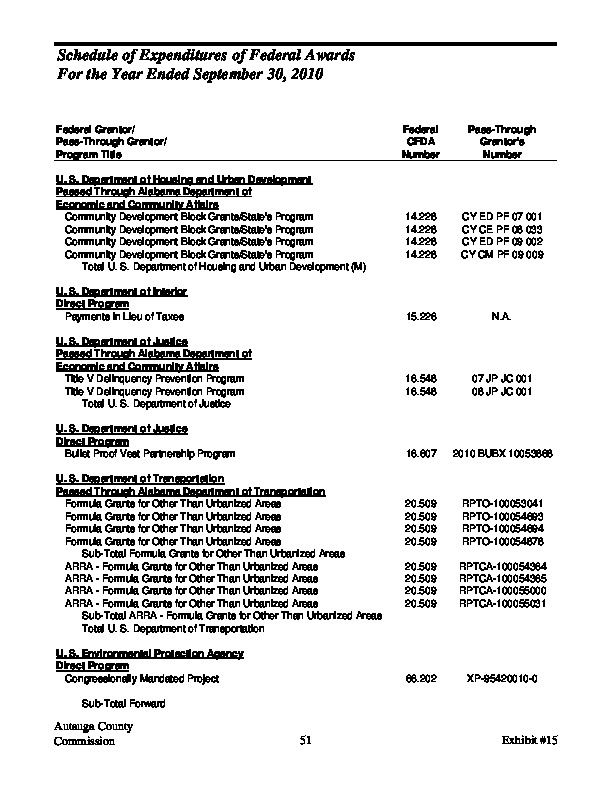 Schedule of Expenditures of Federal Awards
For the Year Ended September 30, 2010
Federal Grantor/ Federal Pass-Through
Pass-Through Grantor/ CFDA Grantor's
Program Title Number Number
U. S. Department of Housing and Urban Development
Passed Through Alabama Department of
Economic and Community Affairs
Community Development Block Grants/State's Program 14.228 CY ED PF 07 001
Community Development Block Grants/State's Program 14.228 CY CE PF 08 033
Community Development Block Grants/State's Program 14.228 CY ED PF 09 002
Community Development Block Grants/State's Program 14.228 CY CM PF 09 009
Total U. S. Department of Housing and Urban Development (M)
U. S. Department of Interior
Direct Program
Payments in Lieu of Taxes 15.226 N.A.
U. S. Department of Justice
Passed Through Alabama Department of
Economic and Community Affairs
Title V Delinquency Prevention Program 16.548 07 JP JC 001
Title V Delinquency Prevention Program 16.548 08 JP JC 001
Total U. S. Department of Justice
U. S. Department of Justice
Direct Program
Bullet Proof Vest Partnership Program 16.607 2010 BUBX 10053868
U. S. Department of Transportation
Passed Through Alabama Department of Transportation
Formula Grants for Other Than Urbanized Areas 20.509 RPTO-100053041
Formula Grants for Other Than Urbanized Areas 20.509 RPTO-100054693
Formula Grants for Other Than Urbanized Areas 20.509 RPTO-100054694
Formula Grants for Other Than Urbanized Areas 20.509 RPTO-100054878
Sub-Total Formula Grants for Other Than Urbanized Areas
ARRA - Formula Grants for Other Than Urbanized Areas 20.509 RPTCA-100054364
ARRA - Formula Grants for Other Than Urbanized Areas 20.509 RPTCA-100054365
ARRA - Formula Grants for Other Than Urbanized Areas 20.509 RPTCA-100055000
ARRA - Formula Grants for Other Than Urbanized Areas 20.509 RPTCA-100055031
Sub-Total ARRA - Formula Grants for Other Than Urbanized Areas
Total U. S. Department of Transportation
U. S. Environmental Protection Agency
Direct Program
Congressionally Mandated Project 66.202 XP-95420010-0
Sub-Total Forward
Autauga County
Commission 51 Exhibit #15